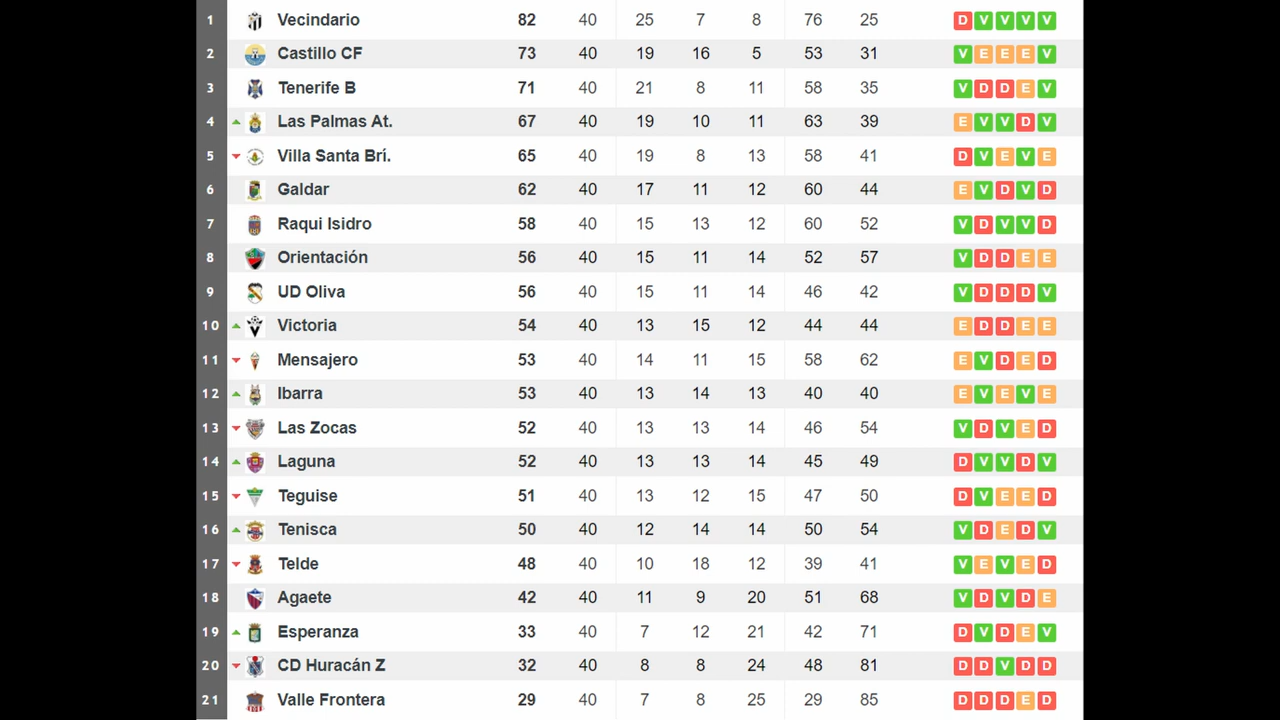 1 Vecindario 82 40 25 7 8 76 25 D V V V V
2 Castillo CF 73 40 19 16 5 53 31 V E E E V
3 Tenerife B 71 40 21 8 11 58 35 V D D E V
4 Las Palmas At. 67 40 19 10 11 63 39 E V V D V
5 Villa Santa Brí. 65 40 19 8 13 58 41 D V E V E
6 Galdar 62 40 17 11 12 60 44 E V D V D
7 Raqui Isidro 58 40 15 13 12 60 52 V D V V D
8 Orientación 56 40 15 11 14 52 57 V D D E E
9 UD Oliva 56 40 15 11 14 46 42 V D D D V
10 Victoria 54 40 13 15 12 44 44 E D D E E
11 Mensajero 53 40 14 11 15 58 62 E V D E D
12 Ibarra 53 40 13 14 13 40 40 E V E V E
13 Las Zocas 52 40 13 13 14 46 54 V D V E D
14 Laguna 52 40 13 13 14 45 49 D V V D V
15 Teguise 51 40 13 12 15 47 50 D V E E D
16 Tenisca 50 40 12 14 14 50 54 V D E D V
17 Telde 48 40 10 18 12 39 41 V E V E D
18 Agaete 42 40 11 9 20 51 68 V D V D E
19 Esperanza 33 40 7 12 21 42 71 D V D E V
20 CD Huracán Z 32 40 8 8 24 48 81 D D V D D
21 Valle Frontera 29 40 7 8 25 29 85 D D D E D